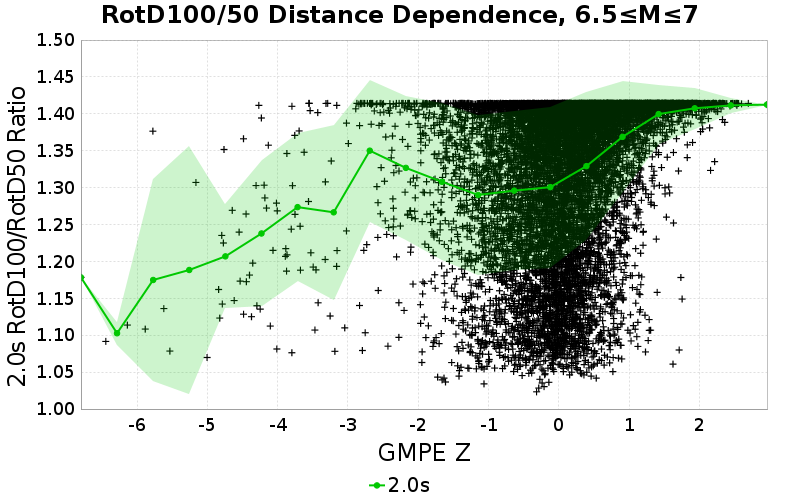 RotD100/50 Distance Dependence, 6.5≤M≤7
2.0s RotD100/RotD50 Ratio
1.50
1.45
1.40
1.35
1.30
1.25
1.20
1.15
1.10
1.05
1.00
-6 -5 -4 -3 -2 -1 0 1 2
GMPE Z
2.0s